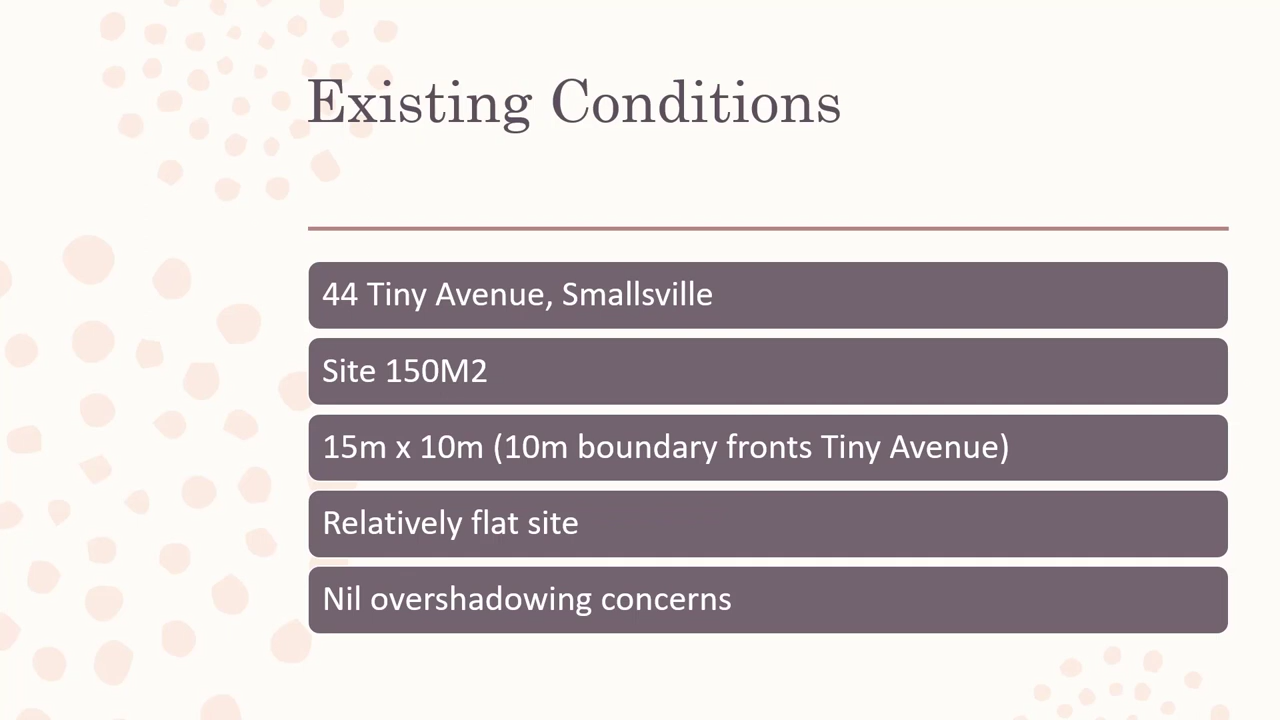 Existing Conditions
44 Tiny Avenue, Smallsville
Site 150M2
15m x 10m (10m boundary fronts Tiny Avenue)
Relatively flat site
Nil overshadowing concerns